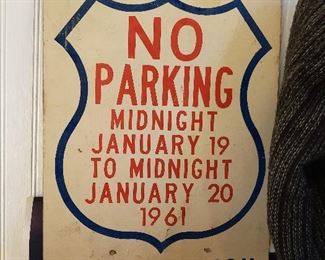 NO
PARKING
MIDNIGHT
JANUARY 19
TO MIDNIGHT
JANUARY 20
1961